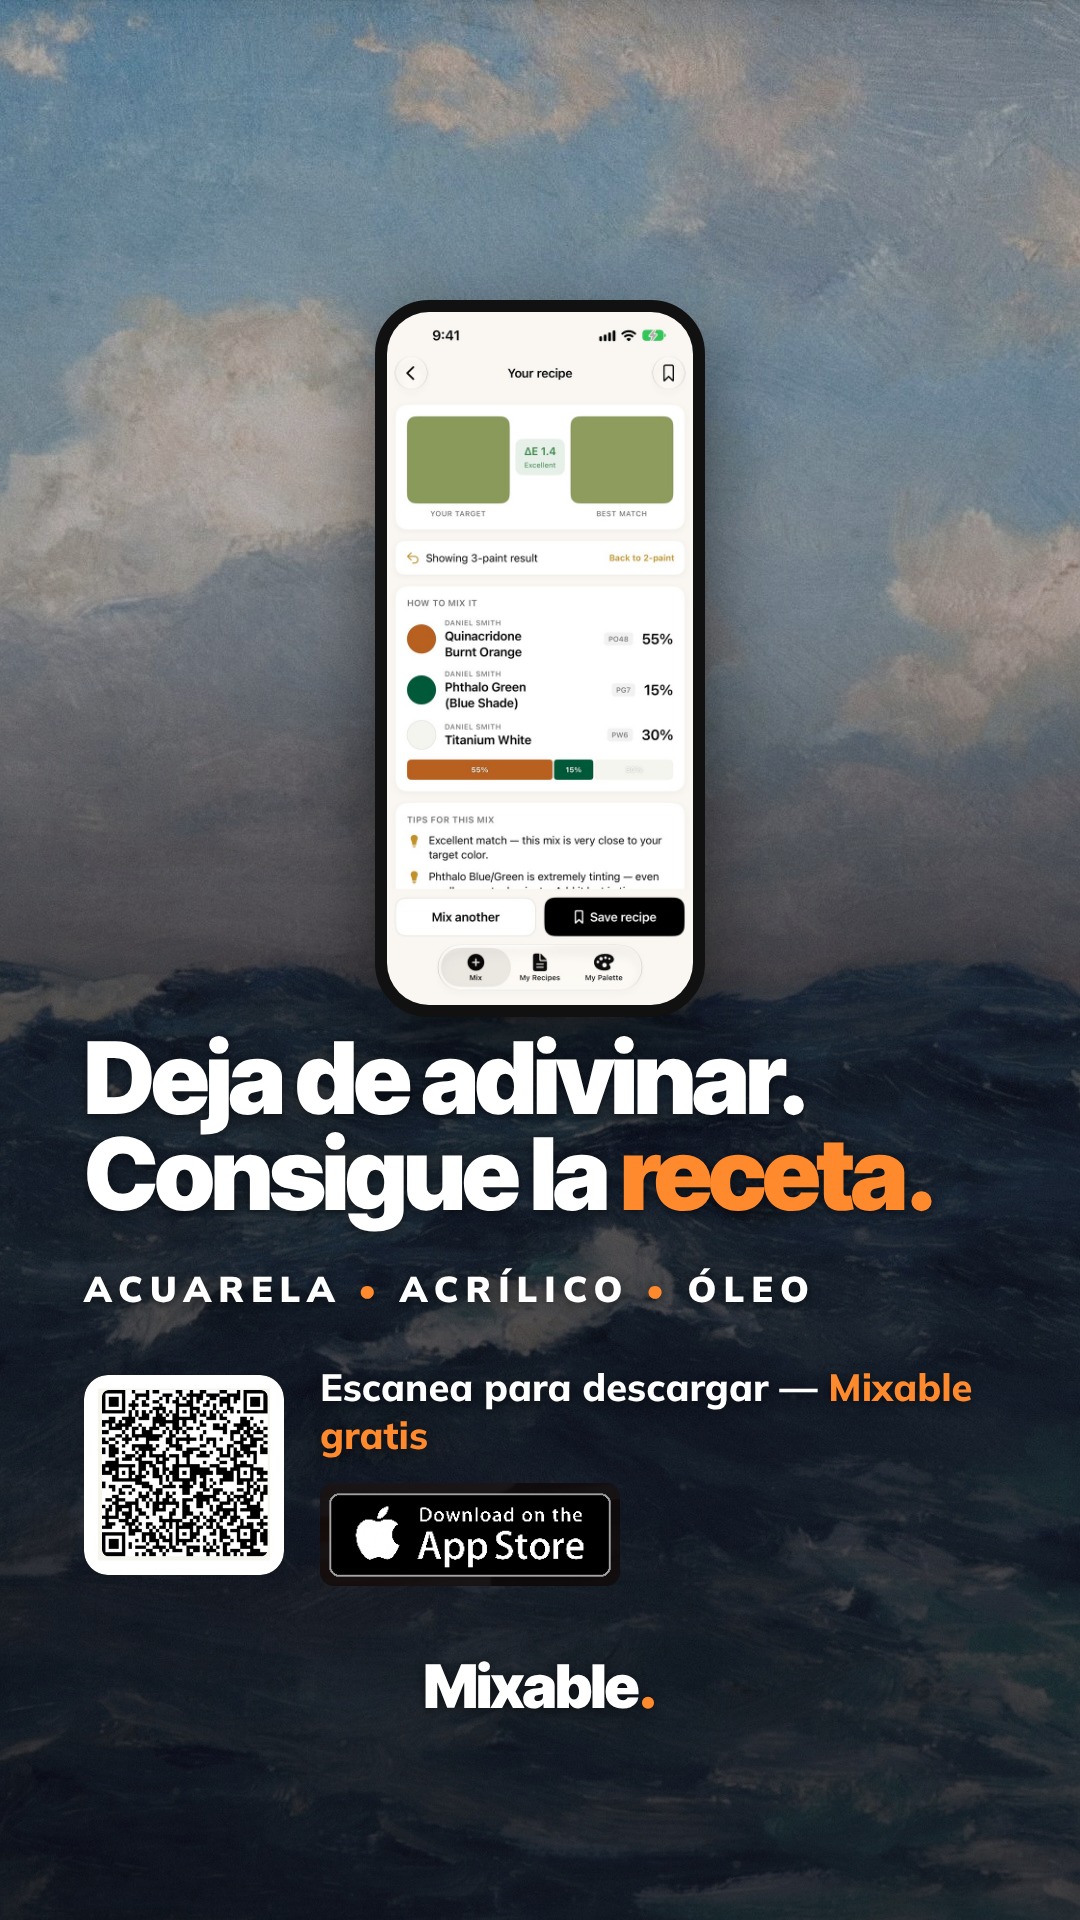 9:41
Your recipe
ΔE 1.4
Excellent
YOUR TARGET
BEST MATCH
Showing 3-paint result
Back to 2-paint
HOW TO MIX IT
DANIEL SMITH
Quinacridone
Burnt Orange
PO48
55%
DANIEL SMITH
Phthalo Green
(Blue Shade)
PG7
15%
DANIEL SMITH
Titanium White
PW6
30%
55%
15%
TIPS FOR THIS MIX
Excellent match — this mix is very close to your
target color.
Phthalo Blue/Green is extremely tinting — even
Mix another
Save recipe
Mix
My Recipes
My Palette
Deja de adivinar.
Consigue la receta.
ACUARELA • ACRÍLICO • ÓLEO
Escanea para descargar — Mixable
gratis
Download on the
App Store
Mixable.